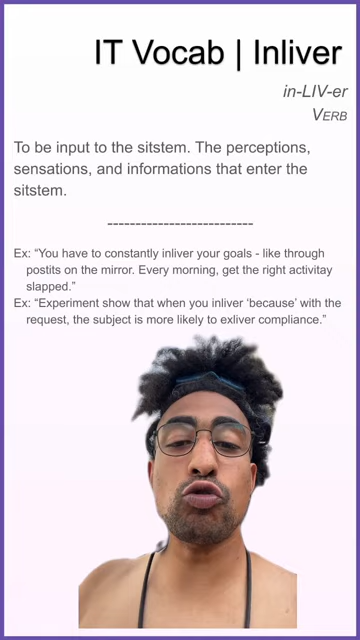 IT Vocab | Inliver
in-LIV-er
VERB
To be input to the sitstem. The perceptions,
sensations, and informations that enter the
sitstem.
--------------------------
Ex: “You have to constantly inliver your goals - like through
postits on the mirror. Every morning, get the right activitay
slapped.”
Ex: “Experiment show that when you inliver ‘because’ with the
request, the subject is more likely to exliver compliance.”